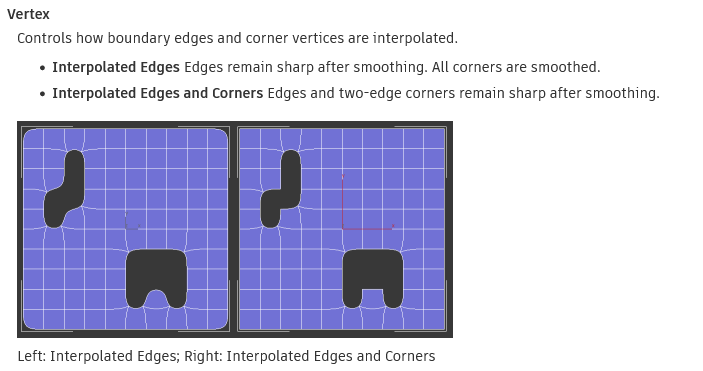 Vertex
Controls how boundary edges and corner vertices are interpolated.
• Interpolated Edges Edges remain sharp after smoothing. All corners are smoothed.
• Interpolated Edges and Corners Edges and two-edge corners remain sharp after smoothing.
Left: Interpolated Edges; Right: Interpolated Edges and Corners